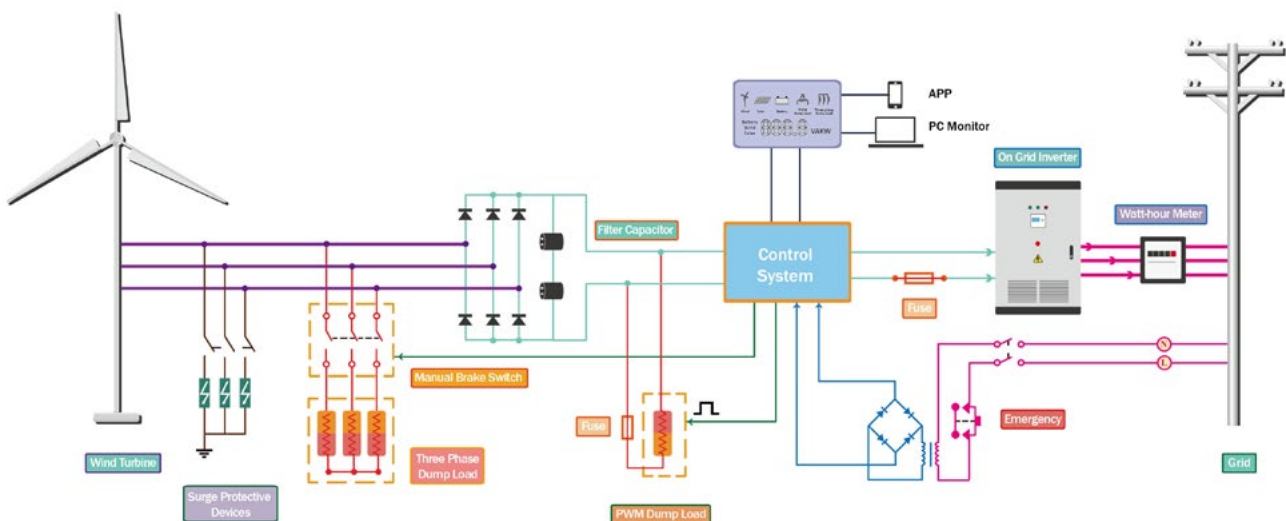 APP
PC Monitor
On Grid Inverter
Watt-hour Meter
Filter Capacitor
Control
System
Fuse
N
L
Manual Brake Switch
Emergency
Fuse
Three Phase
Dump Load
Wind Turbine
Grid
Surge Protective
Devices
PWM Dump Load